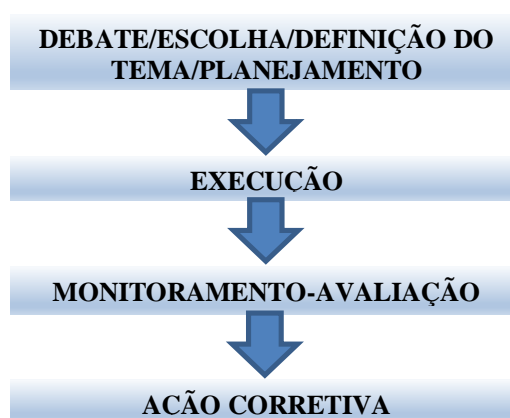 DEBATE/ESCOLHA/DEFINIÇÃO DO
TEMA/PLANEJAMENTO
EXECUÇÃO
MONITORAMENTO-AVALIAÇÃO
ACÃO CORRETIVA